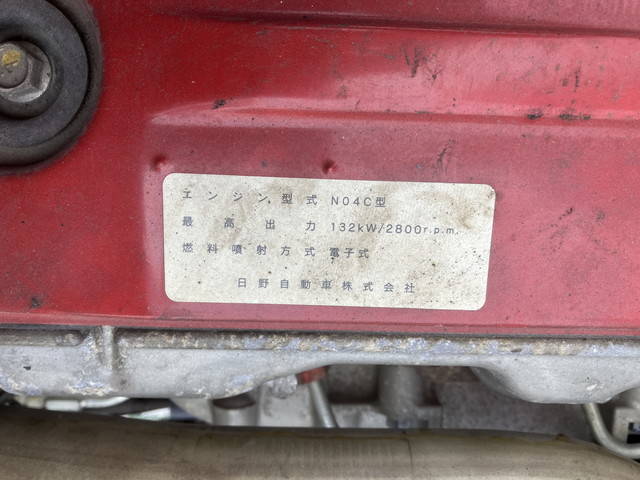 エンジン型式 N04C型
最高出力 132kW/2800r.p.m.
燃料噴射方式 電子式
日野自動車株式会社